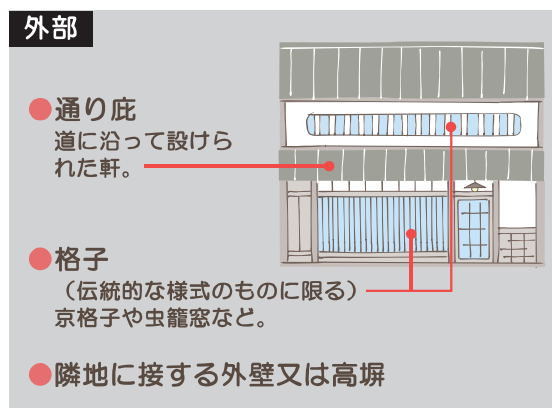 外部
●通り庇
道に沿って設けら
れた軒。
●格子
（伝統的な様式のものに限る）
京格子や虫籠窓など。
●隣地に接する外壁又は高塀